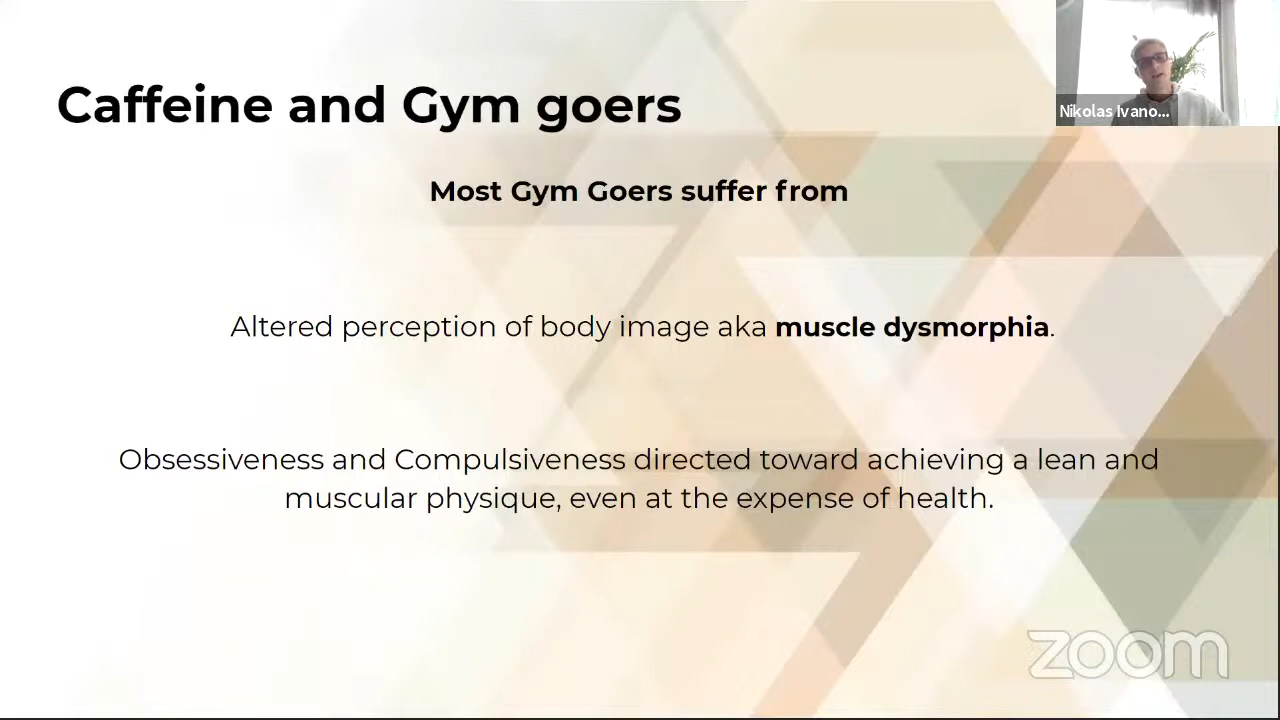 Caffeine and Gym goers
Nikolas Ivano...
Most Gym Goers suffer from
Altered perception of body image aka muscle dysmorphia.
Obsessiveness and Compulsiveness directed toward achieving a lean and
muscular physique, even at the expense of health.
zoom